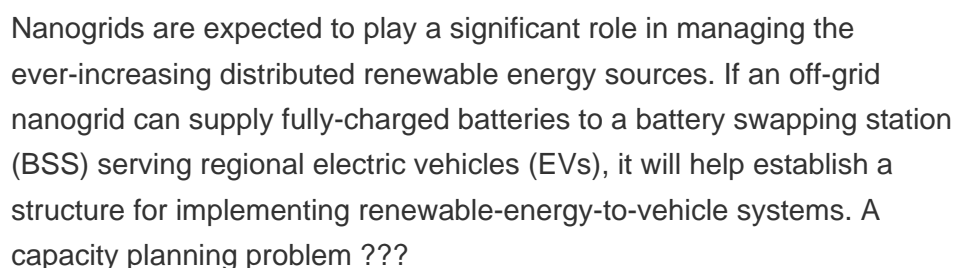 Nanogrids are expected to play a significant role in managing the
ever-increasing distributed renewable energy sources. If an off-grid
nanogrid can supply fully-charged batteries to a battery swapping station
(BSS) serving regional electric vehicles (EVs), it will help establish a
structure for implementing renewable-energy-to-vehicle systems. A
capacity planning problem ???